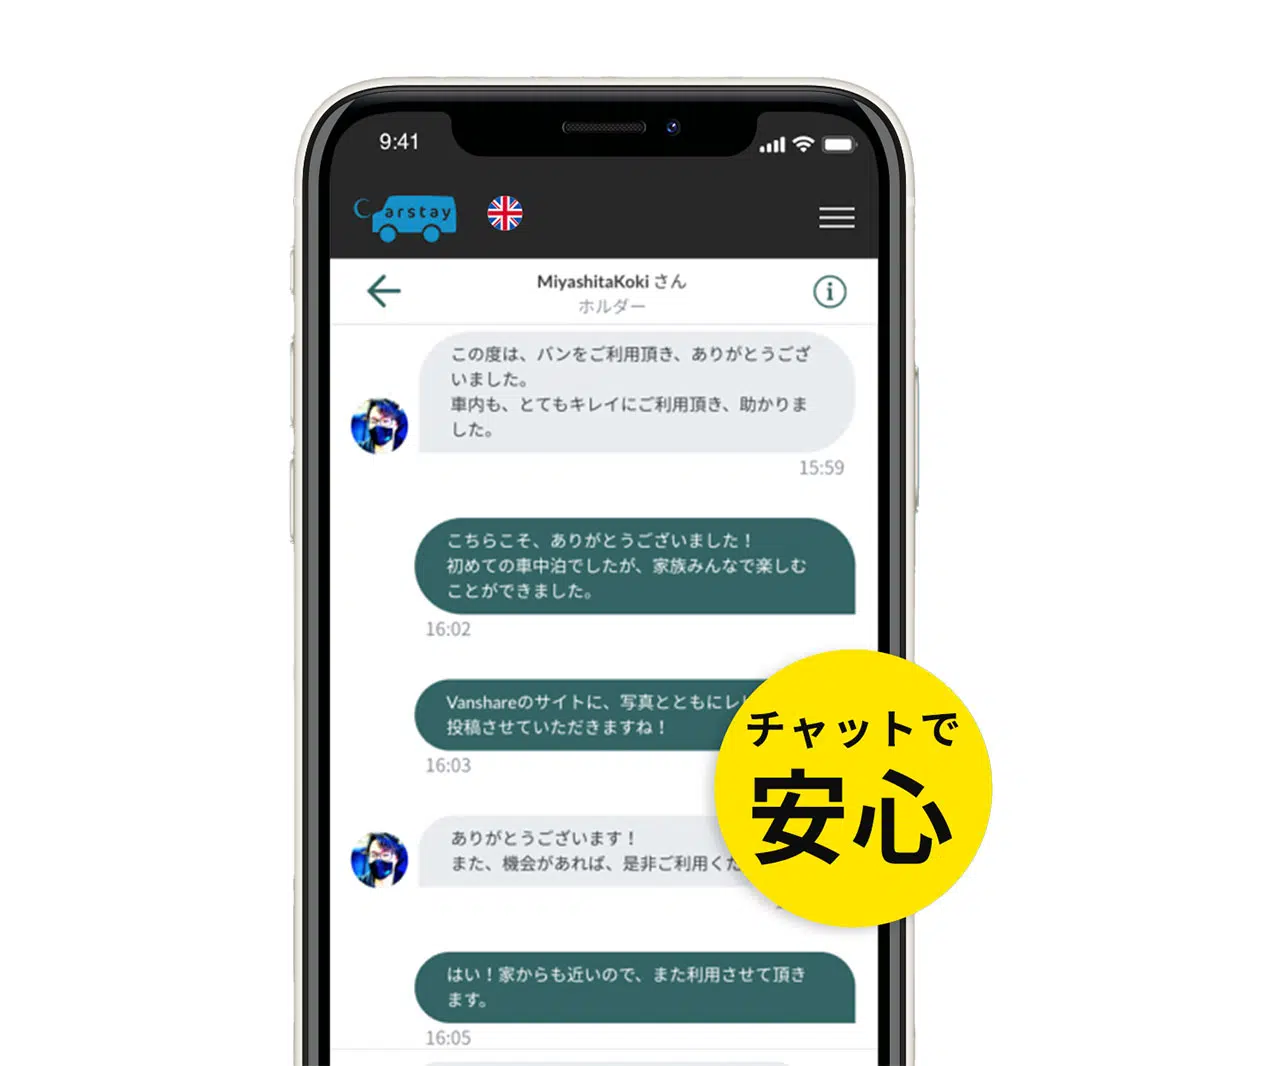 9:41
Carstay
MiyashitaKoki さん
ホルダー
この度は、バンをご利用頂き、ありがとうござ
いました。
車内も、とてもキレイにご利用頂き、助かりま
した。
15:59
こちらこそ、ありがとうございました！
初めての車中泊でしたが、家族みんなで楽しむ
ことができました。
16:02
Vanshareのサイトに、写真とともにレ
投稿させていただきますね！
16:03
チャットで
安心
ありがとうございます！
また、機会があれば、是非ご利用くだ
はい！家からも近いので、また利用させて頂き
ます。
16:05